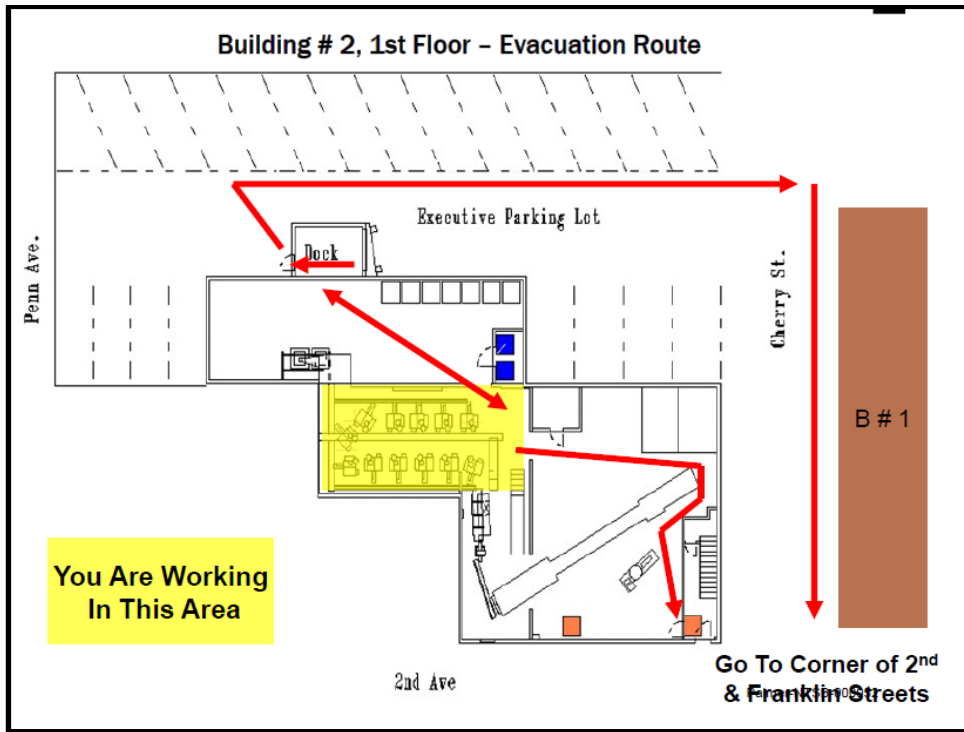 Building # 2, 1st Floor – Evacuation Route
Executive Parking Lot
Dock
Penn Ave.
Cherry St.
B # 1
You Are Working
In This Area
2nd Ave
Go To Corner of 2nd
& Franklin Streets